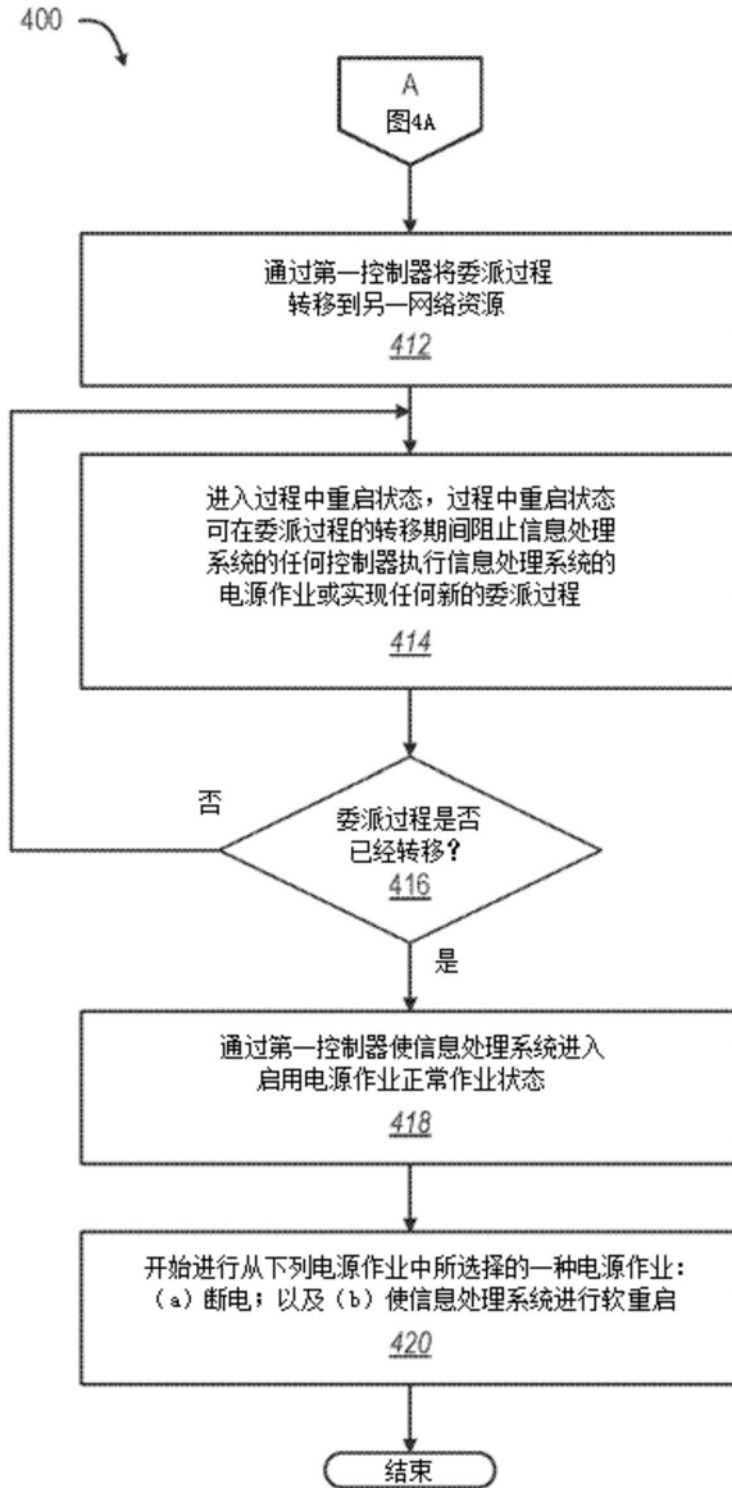 400
A
图4A
通过第一控制器将委派过程
转移到另一网络资源
412
进入过程中重启状态，过程中重启状态
可在委派过程的转移期间阻止信息处理
系统的任何控制器执行信息处理系统的
电源作业或实现任何新的委派过程
414
否
委派过程是否
已经转移？
416
是
通过第一控制器使信息处理系统进入
启用电源作业正常作业状态
418
开始进行从下列电源作业中所选择的一种电源作业：
（a）断电；以及（b）使信息处理系统进行软重启
420
结束